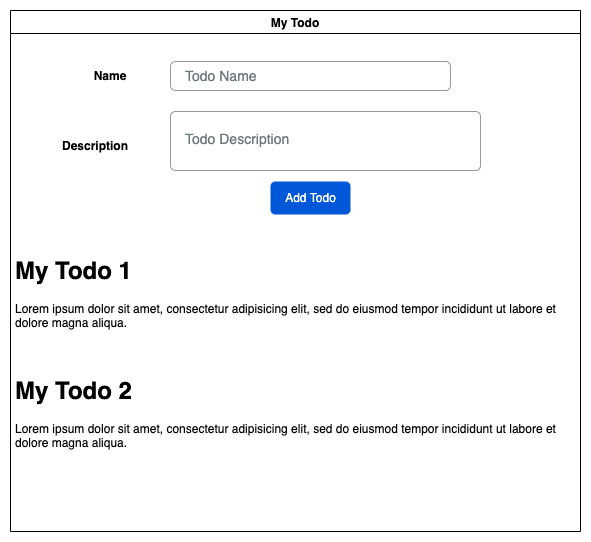 My Todo
Name
Todo Name
Description
Todo Description
Add Todo
My Todo 1
Lorem ipsum dolor sit amet, consectetur adipisicing elit, sed do eiusmod tempor incididunt ut labore et
dolore magna aliqua.
My Todo 2
Lorem ipsum dolor sit amet, consectetur adipisicing elit, sed do eiusmod tempor incididunt ut labore et
dolore magna aliqua.